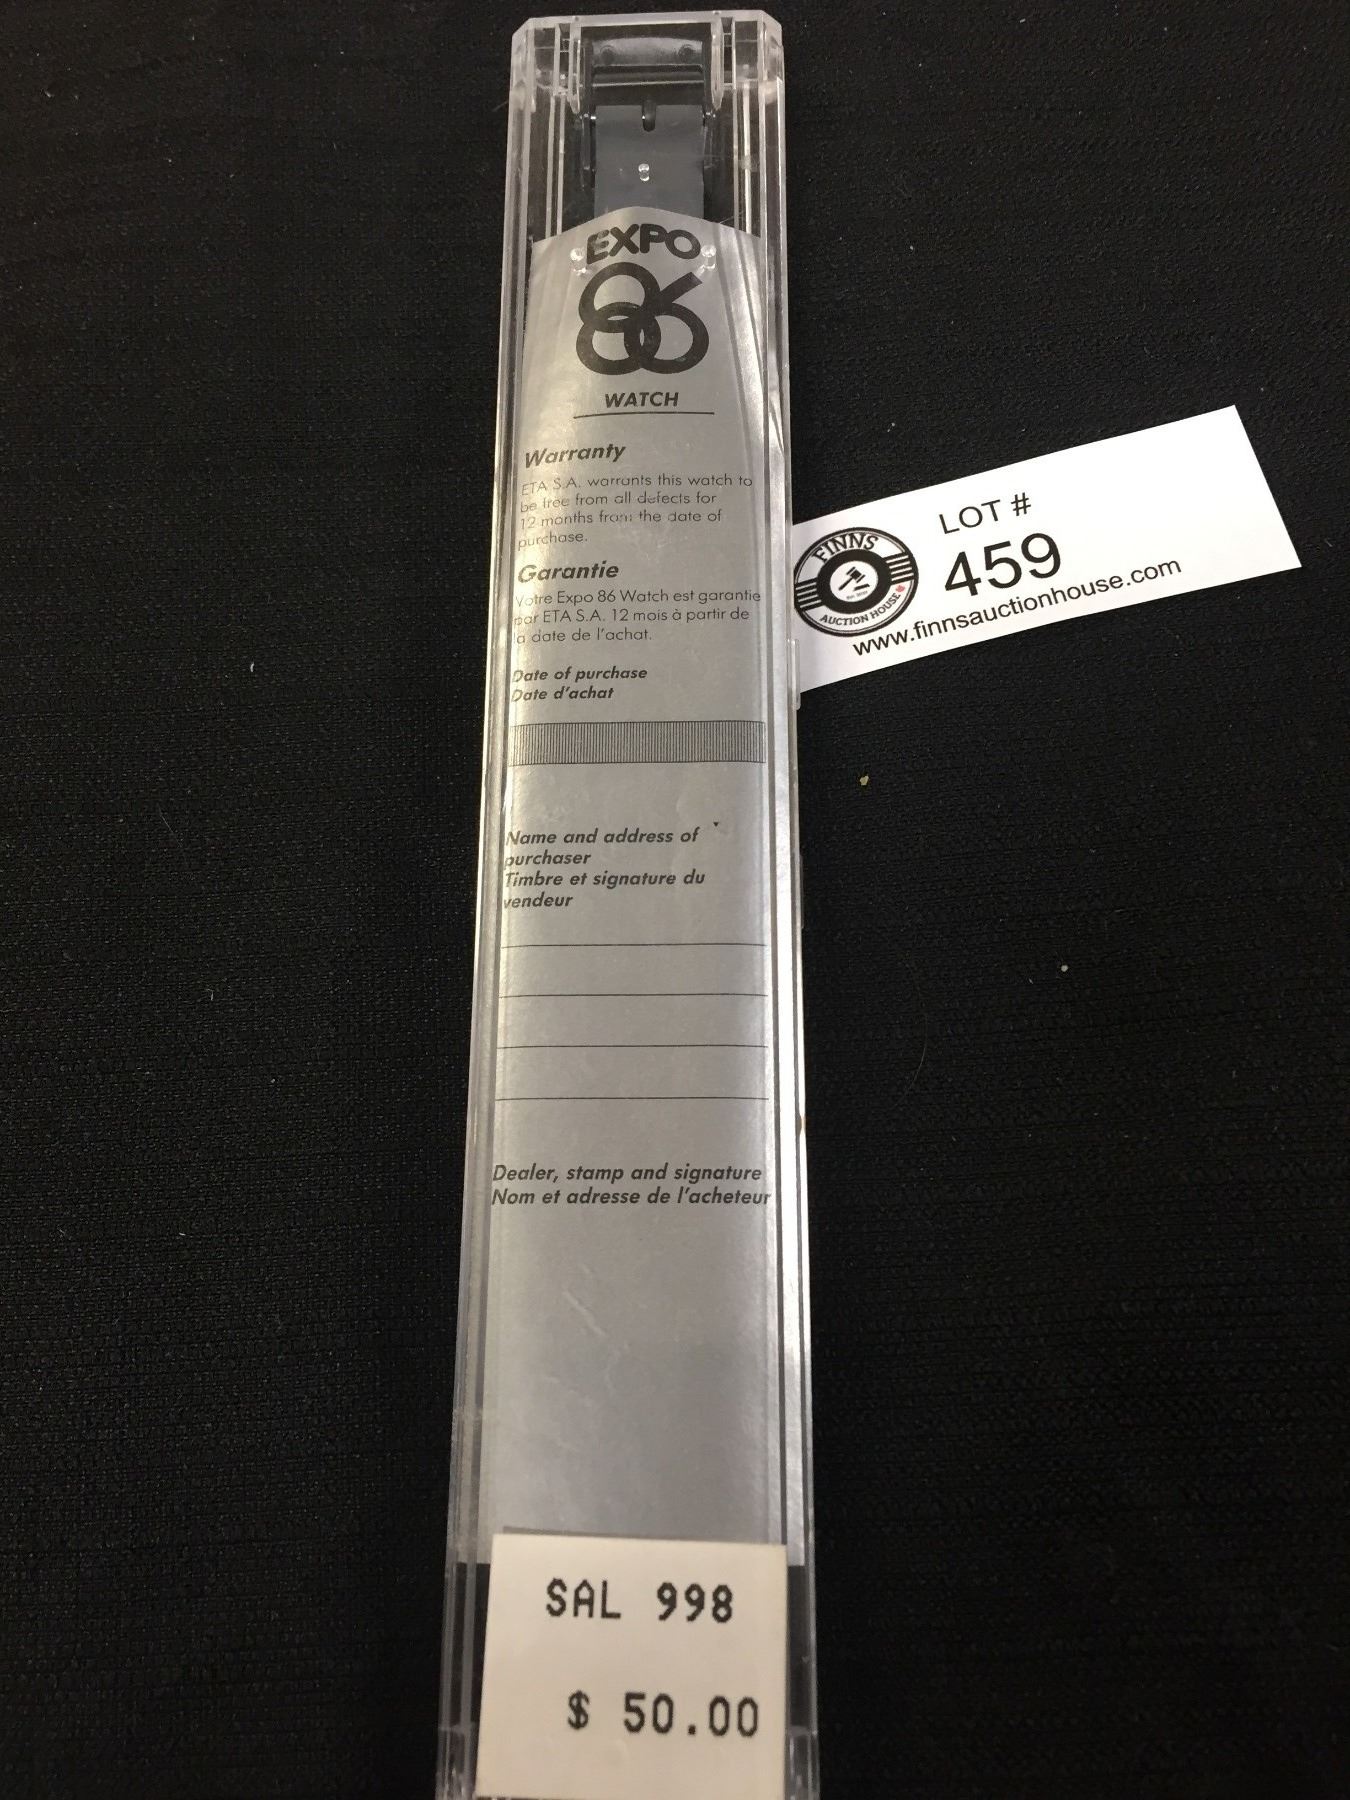 EXPO
86
WATCH
Warranty
ETA S.A. warrants this watch to
be free from all defects for
12 months from the date of
purchase.
Garantie
Votre Expo 86 Watch est garantie
par ETA S.A. 12 mois à partir de
la date de l'achat.
Date of purchase
Date d'achat
Name and address of
purchaser
Timbre et signature du
vendeur
Dealer, stamp and signature
Nom et adresse de l'acheteur
SAL 998
$ 50.00
LOT #
459
FINNS
AUCTION HOUSE
www.finnsauctionhouse.com